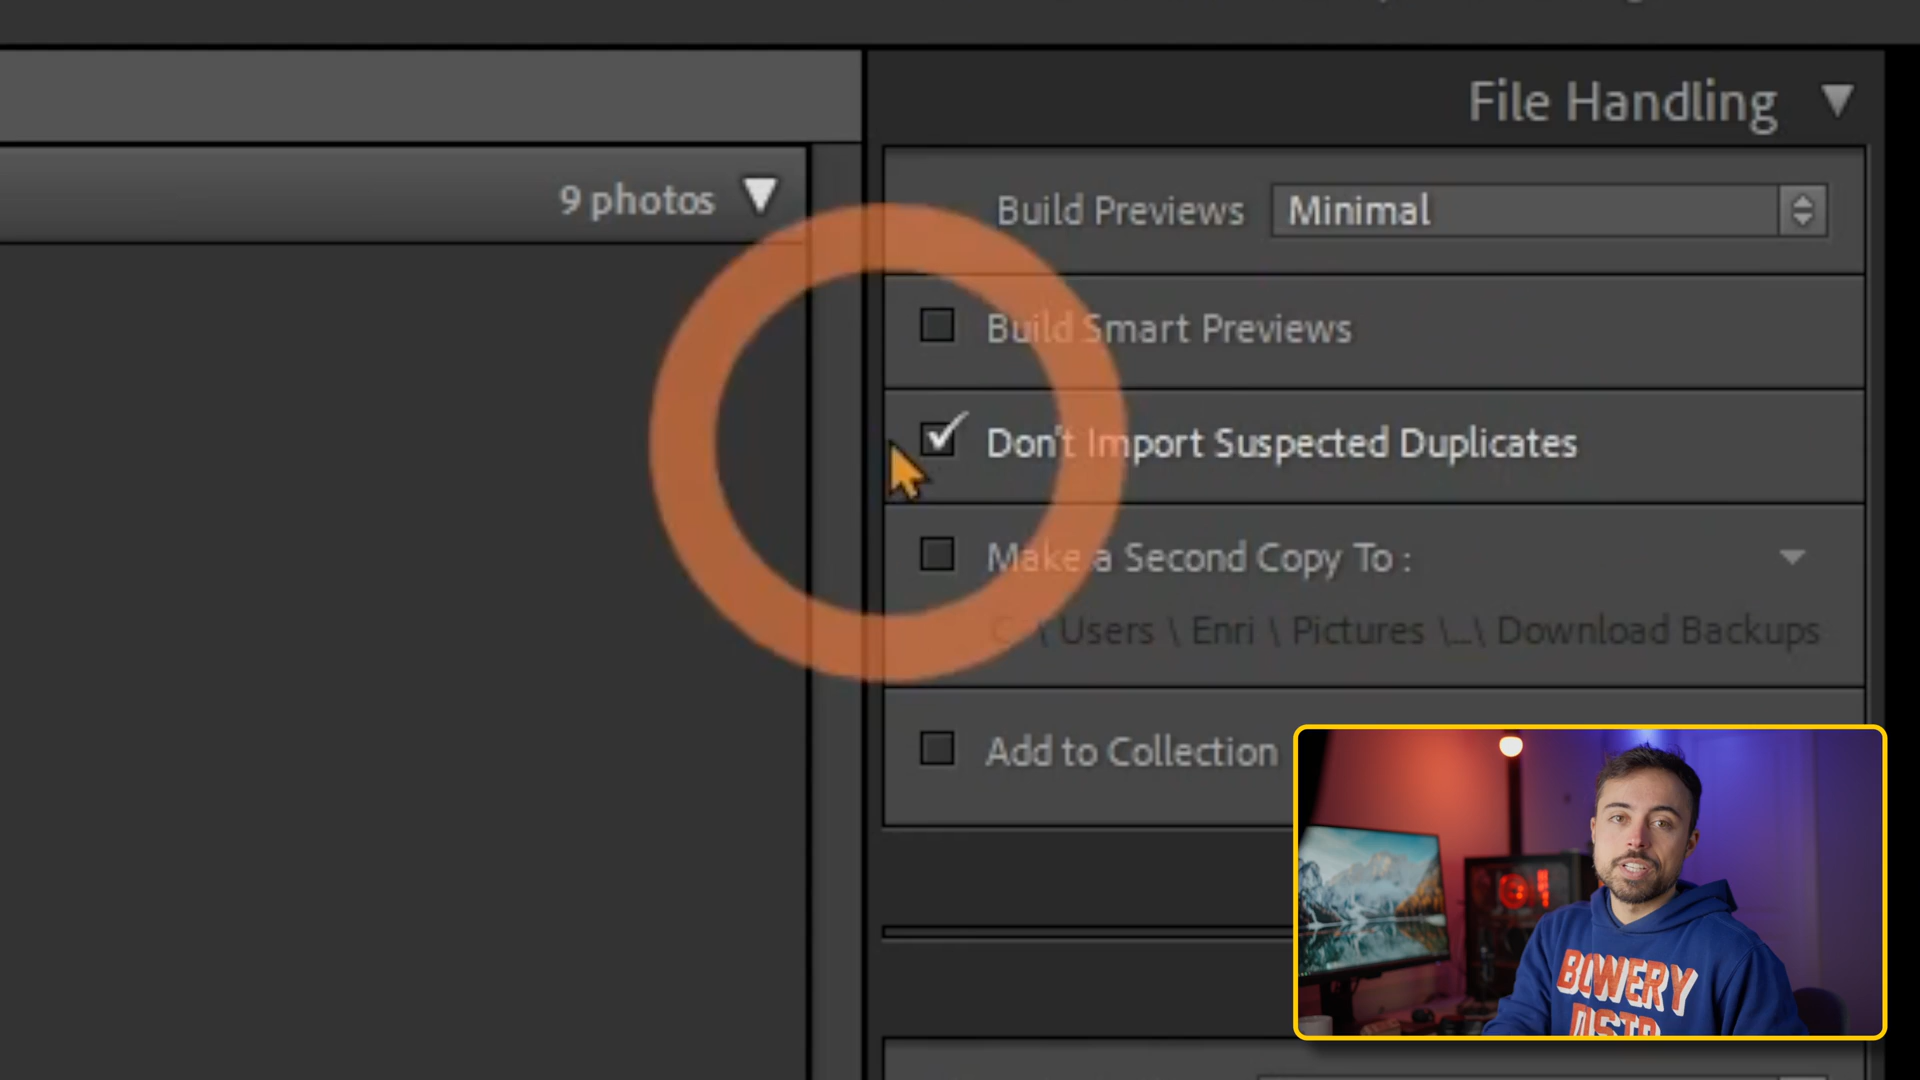 File Handling
9 photos
Build Previews Minimal
Build Smart Previews
Don't Import Suspected Duplicates
Make a Second Copy To :
C: \ Users \ Enri \ Pictures \...\ Download Backups
Add to Collection
BOWERY
DSTR